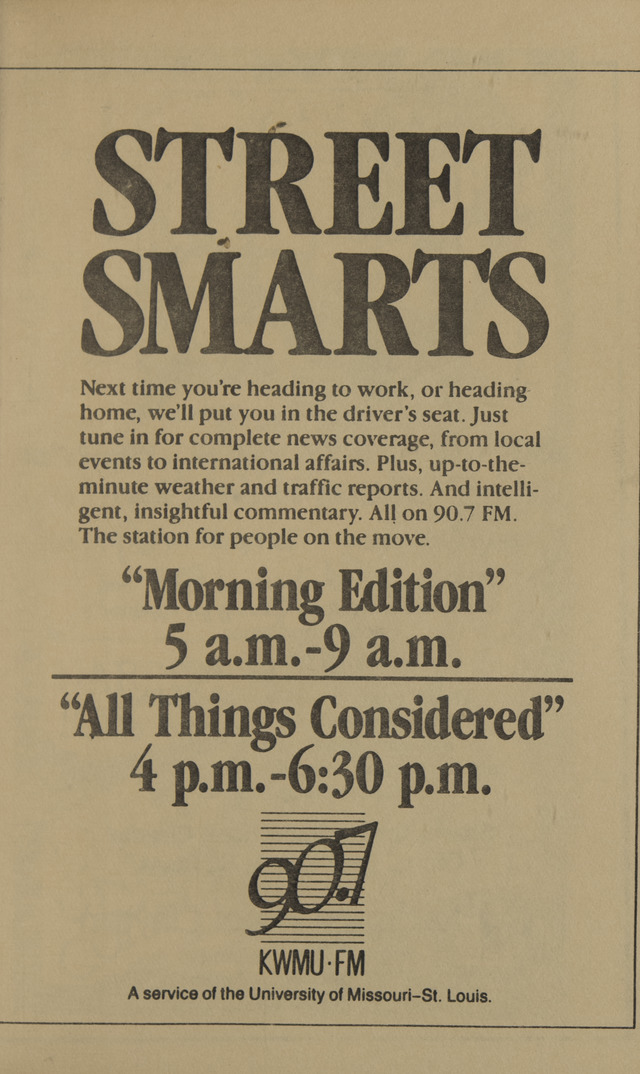 STREET
SMARTS
Next time you're heading to work, or heading
home, we'll put you in the driver's seat. Just
tune in for complete news coverage, from local
events to international affairs. Plus, up-to-the-
minute weather and traffic reports. And intelli-
gent, insightful commentary. All on 90.7 FM.
The station for people on the move.
“Morning Edition”
5 a.m.-9 a.m.
“All Things Considered”
4 p.m.-6:30 p.m.
90.7
KWMU·FM
A service of the University of Missouri–St. Louis.